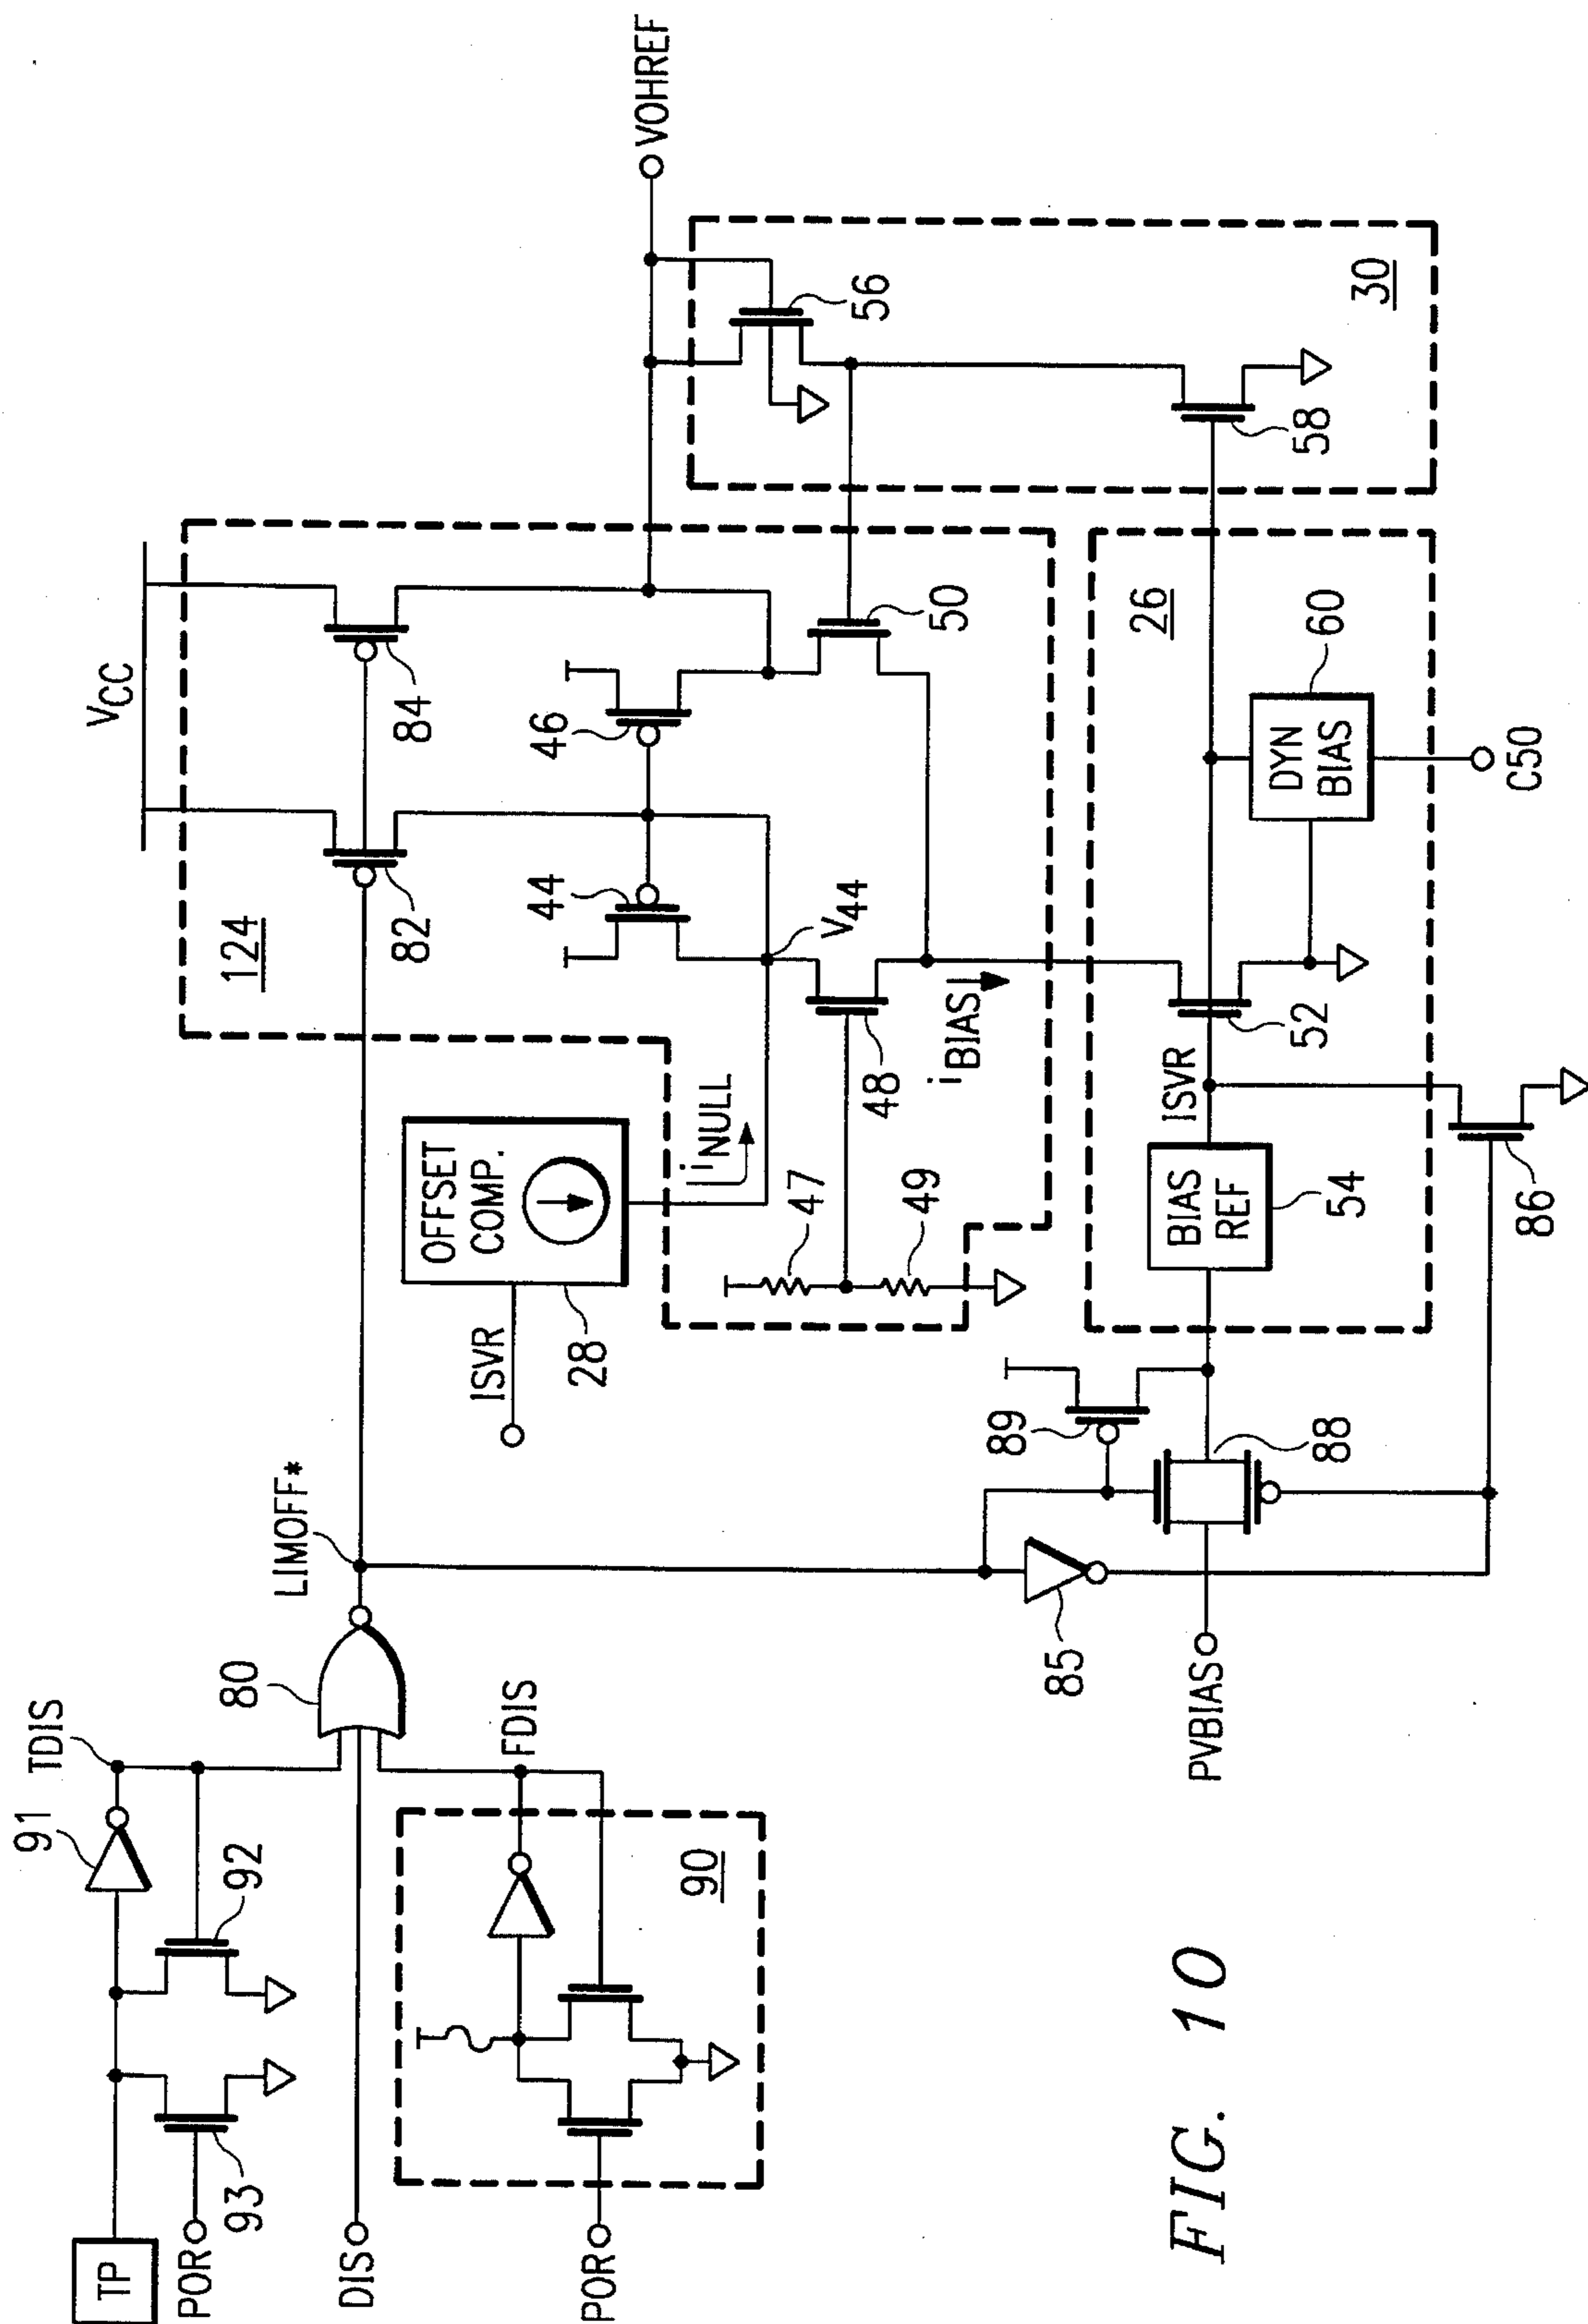 TP
POR
93
92
91
TDIS
DIS
80
LIMOFF*
POR
90
FDIS
ISVR
28
OFFSET
COMP.
iNULL
124
VCC
82
84
44
46
V44
47
49
48
50
iBIAS
VOHREF
56
30
58
26
ISVR
52
BIAS
REF
54
DYN
BIAS
60
C50
89
88
85
86
PVBIAS
FIG. 10